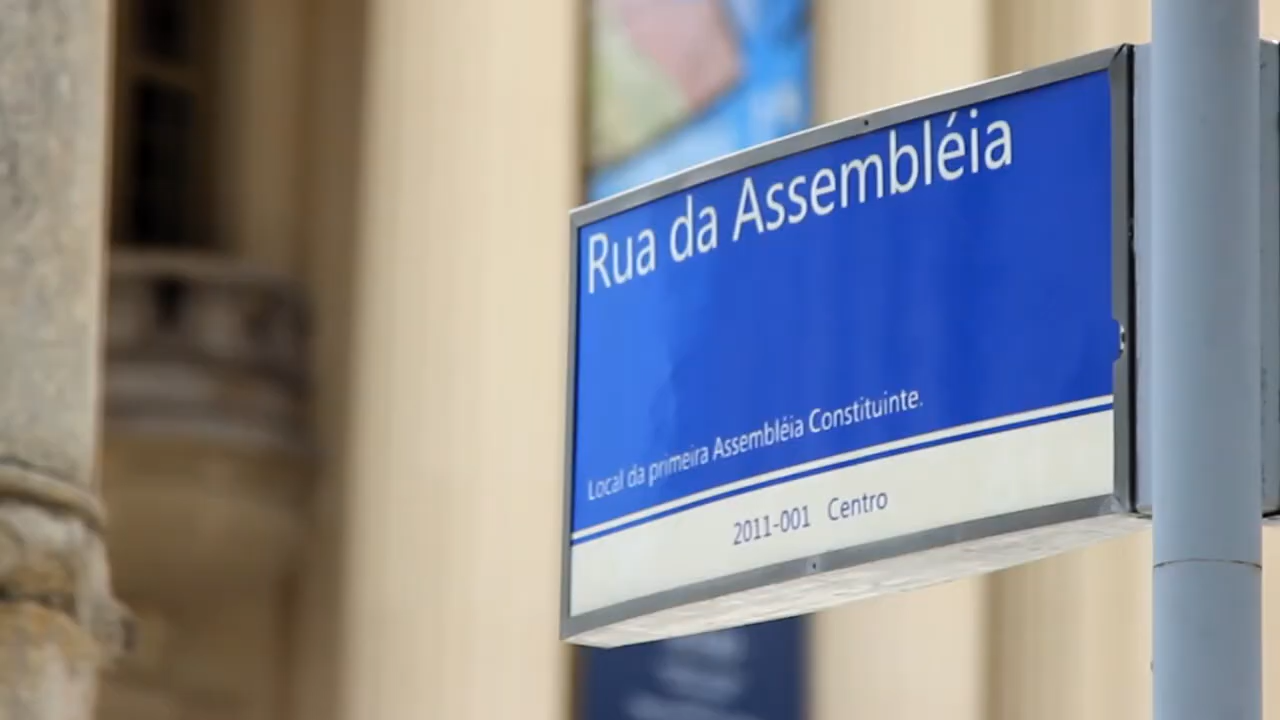 Rua da Assembléia
Local da primeira Assembléia Constituinte.
2011-001 Centro